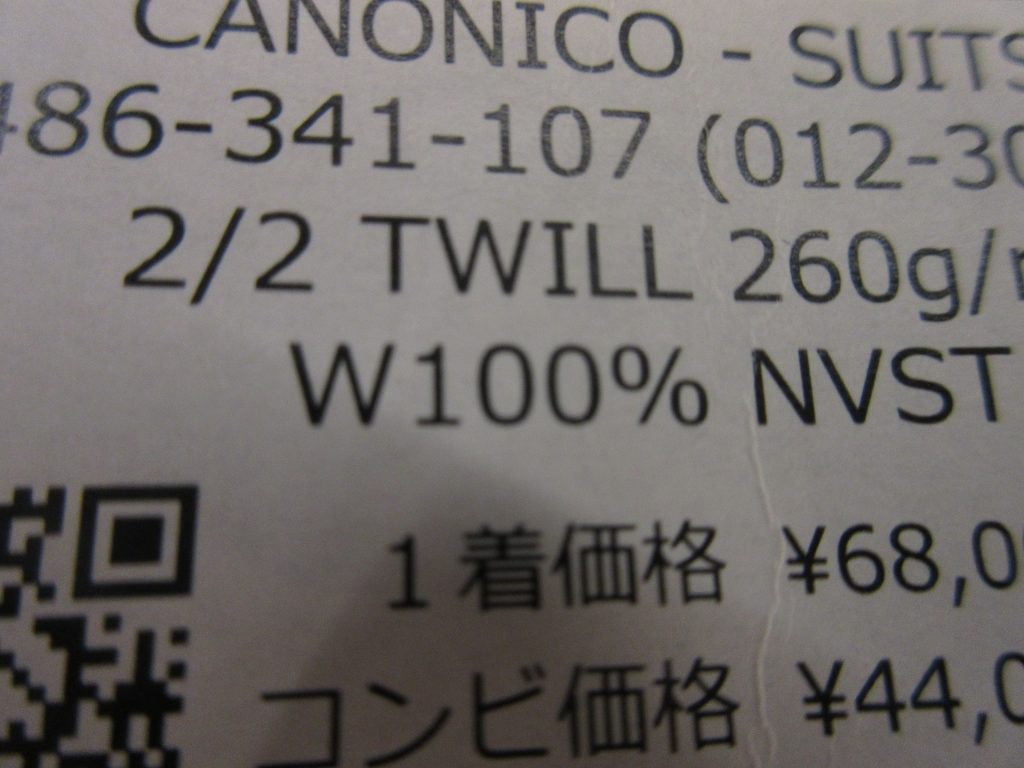 CANONICO - SUITS
486-341-107 (012-30
2/2 TWILL 260g/
W100% NVST
1着価格 ¥68,0
コンビ価格 ¥44,0